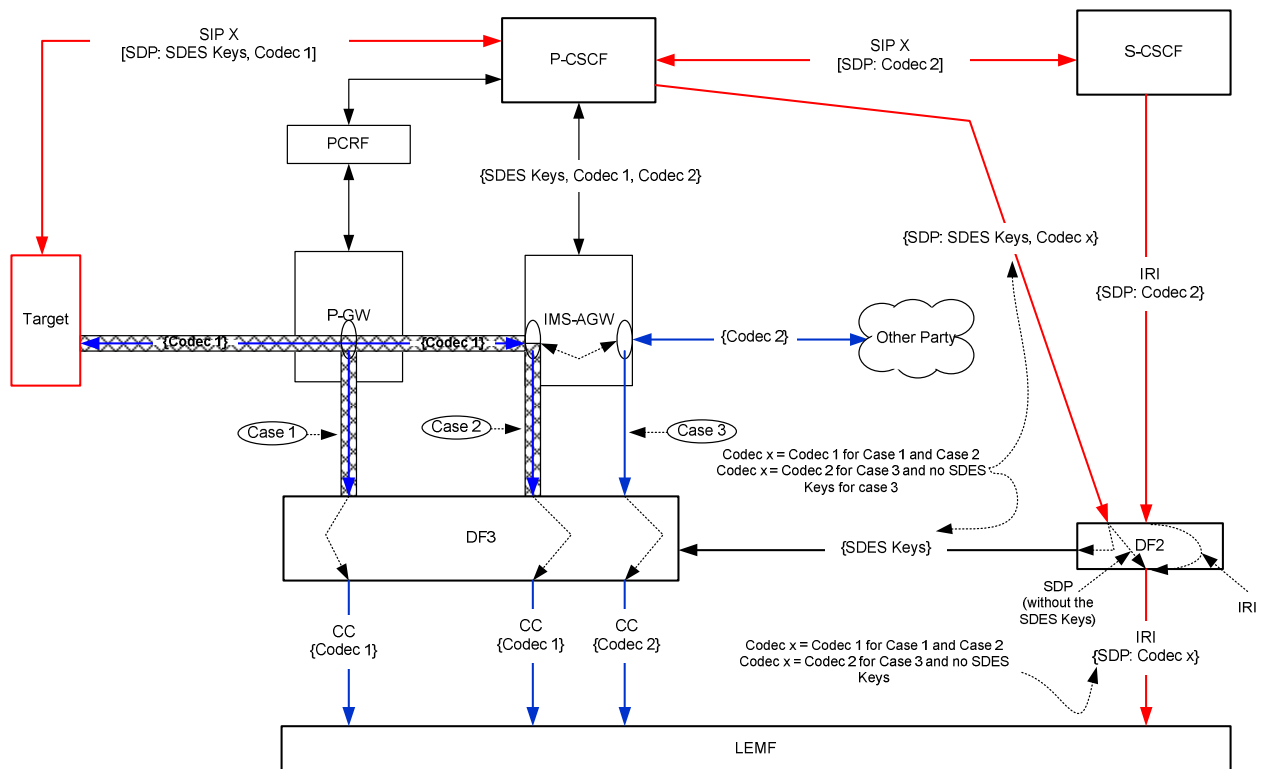 SIP X
[SDP: SDES Keys, Codec 1]
P-CSCF
SIP X
[SDP: Codec 2]
S-CSCF
PCRF
{SDES Keys, Codec 1, Codec 2}
{SDP: SDES Keys, Codec x}
IRI
{SDP: Codec 2}
Target
P-GW
IMS-AGW
{Codec 1}
{Codec 1}
{Codec 2}
Other Party
Case 1
Case 2
Case 3
Codec x = Codec 1 for Case 1 and Case 2
Codec x = Codec 2 for Case 3 and no SDES
Keys for case 3
DF3
{SDES Keys}
DF2
SDP
(without the
SDES Keys)
IRI
CC
{Codec 1}
CC
{Codec 1}
CC
{Codec 2}
Codec x = Codec 1 for Case 1 and Case 2
Codec x = Codec 2 for Case 3 and no SDES
Keys
IRI
{SDP: Codec x}
LEMF